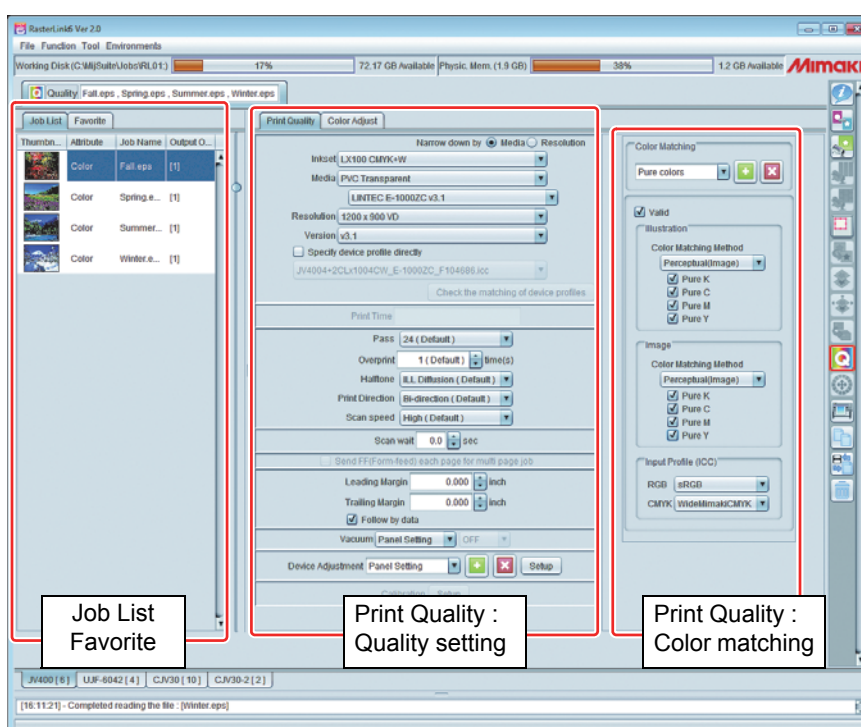 RasterLink6 Ver 2.0
File Function Tool Environments
Working Disk (C:\MijSuite\Jobs\RL01:) 17% 72.17 GB Available Physic. Mem. (1.9 GB) 38% 1.2 GB Available Mimaki
Quality Fall.eps , Spring.eps , Summer.eps , Winter.eps
Job List Favorite
Thumbn... Attribute Job Name Output O...
Color Fall.eps [1]
Color Spring.e... [1]
Color Summer... [1]
Color Winter.e... [1]
Print Quality Color Adjust
Narrow down by Media Resolution
Inkset LX100 CMYK+W
Media PVC Transparent
LINTEC E-1000ZC v3.1
Resolution 1200 x 900 VD
Version v3.1
Specify device profile directly
JV4004+2CLx1004CW_E-1000ZC_F104696.icc
Check the matching of device profiles
Print Time
Pass 24 ( Default )
Overprint 1 ( Default ) time(s)
Halftone ILL Diffusion ( Default )
Print Direction Bi-direction ( Default )
Scan speed High ( Default )
Scan wait 0.0 sec
Send FF(Form-feed) each page for multi page job
Leading Margin 0.000 inch
Trailing Margin 0.000 inch
Follow by data
Vacuum Panel Setting OFF
Device Adjustment Panel Setting Setup
Calibration Setup
Color Matching
Pure colors
Valid
Illustration
Color Matching Method
Perceptual(Image)
Pure K
Pure C
Pure M
Pure Y
Image
Color Matching Method
Perceptual(Image)
Pure K
Pure C
Pure M
Pure Y
Input Profile (ICC)
RGB sRGB
CMYK WideMimakiCMYK
Job List
Favorite
Print Quality :
Quality setting
Print Quality :
Color matching
JV400 [ 6 ] UJF-6042 [ 4 ] CJV30 [ 10 ] CJV30-2 [ 2 ]
[16:11:21] - Completed reading the file : [Winter.eps]